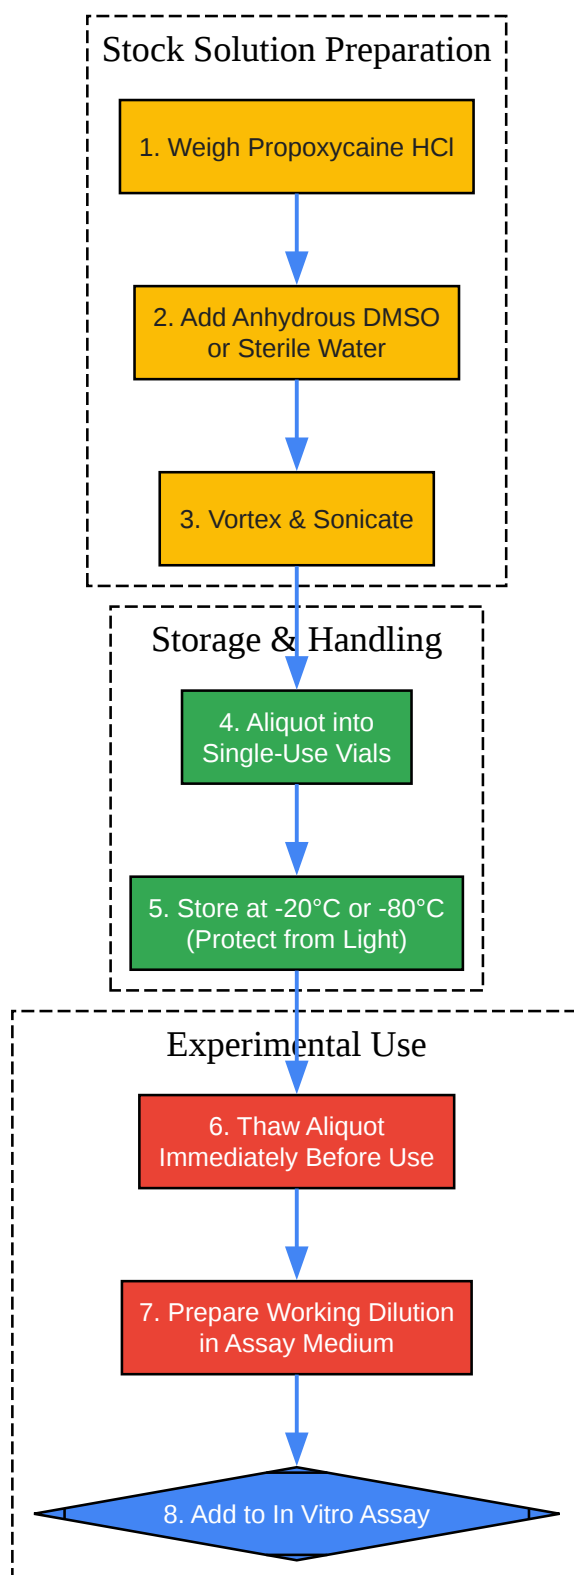 Stock Solution Preparation
1. Weigh Propoxycaine HCl
2. Add Anhydrous DMSO
or Sterile Water
3. Vortex & Sonicate
Storage & Handling
4. Aliquot into
Single-Use Vials
5. Store at -20°C or -80°C
(Protect from Light)
Experimental Use
6. Thaw Aliquot
Immediately Before Use
7. Prepare Working Dilution
in Assay Medium
8. Add to In Vitro Assay